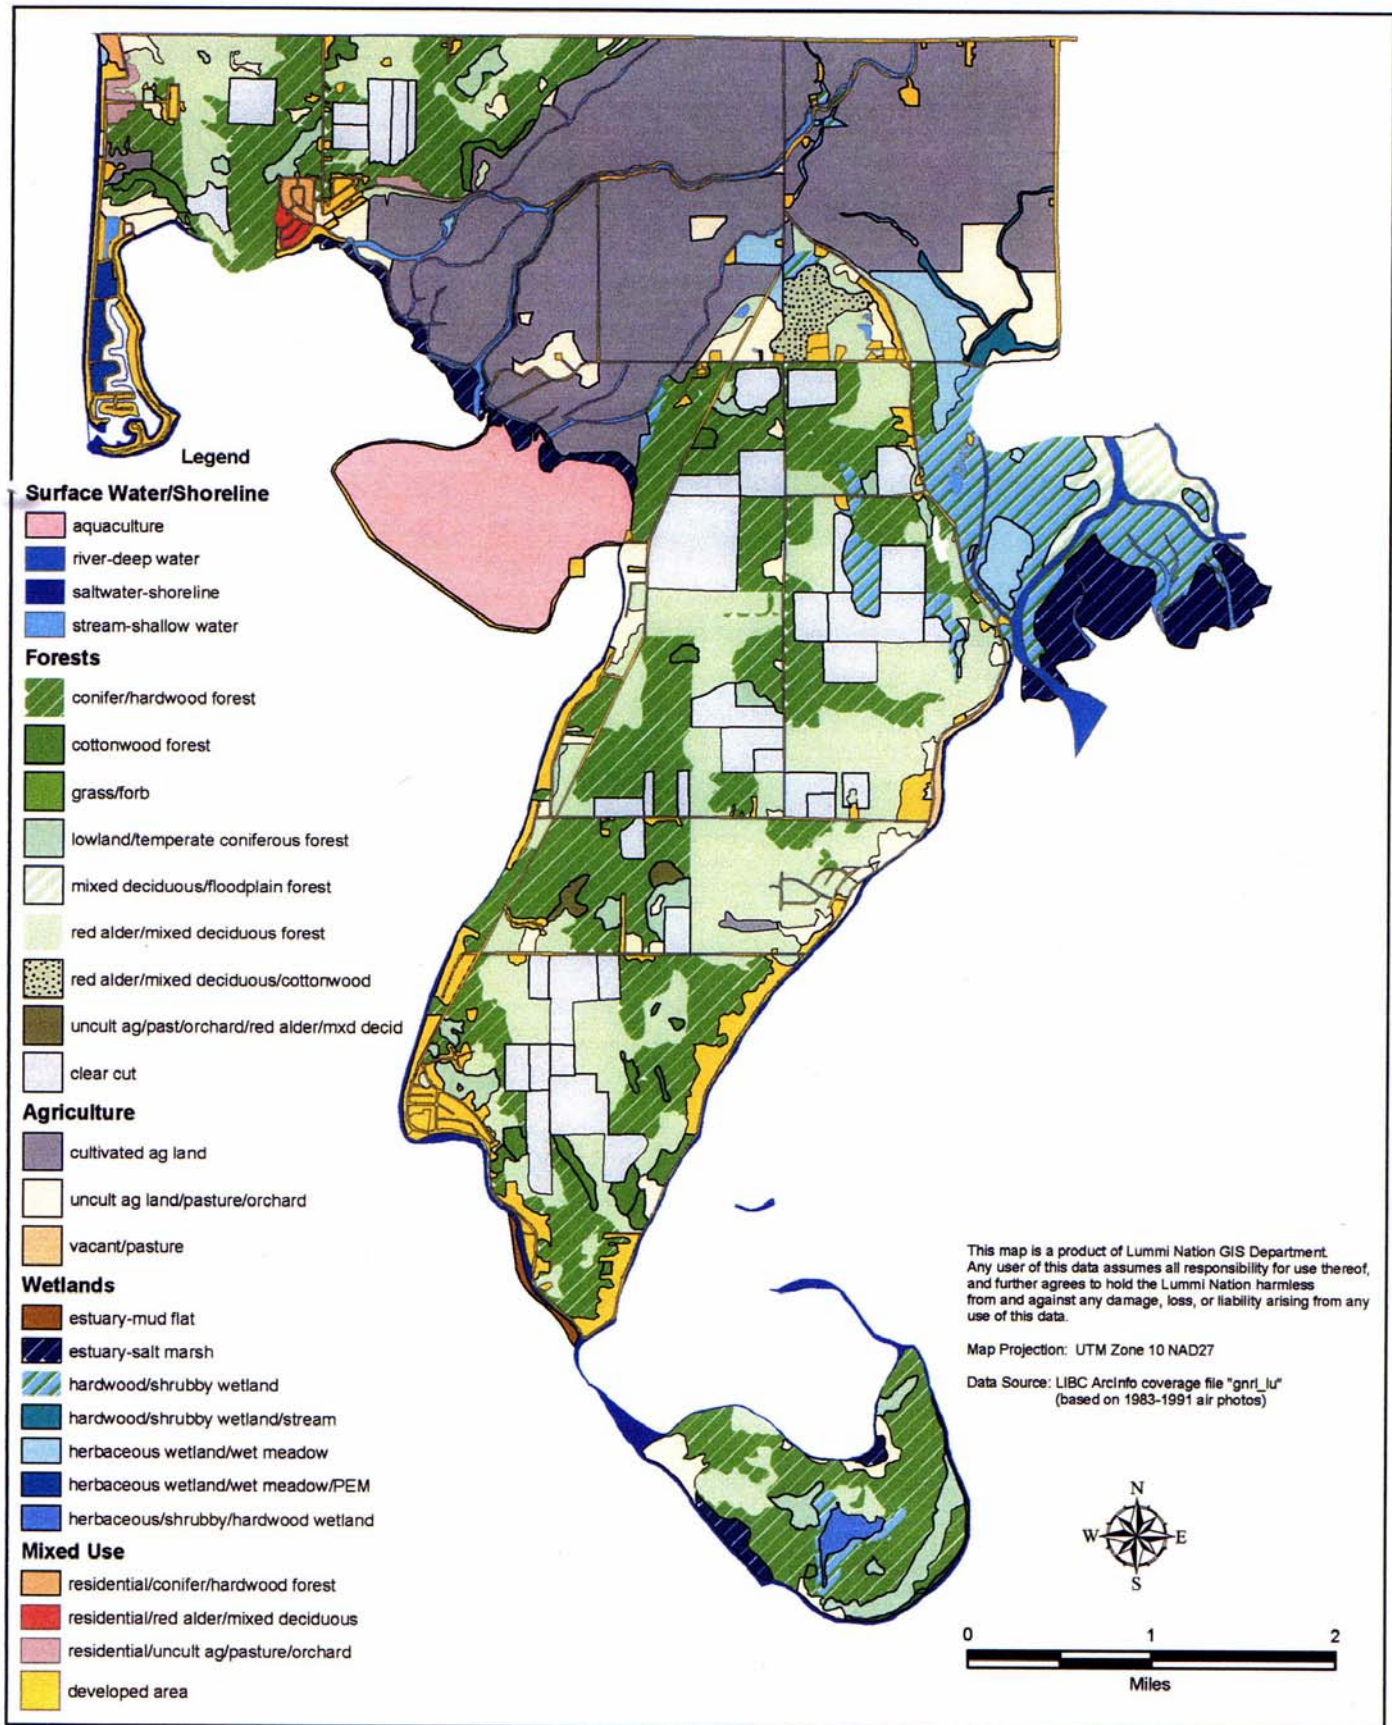 Legend
Surface Water/Shoreline
aquaculture
river-deep water
saltwater-shoreline
stream-shallow water
Forests
conifer/hardwood forest
cottonwood forest
grass/forb
lowland/temperate coniferous forest
mixed deciduous/floodplain forest
red alder/mixed deciduous forest
red alder/mixed deciduous/cottonwood
uncult ag/past/orchard/red alder/mxd decid
clear cut
Agriculture
cultivated ag land
uncult ag land/pasture/orchard
vacant/pasture
Wetlands
estuary-mud flat
estuary-salt marsh
hardwood/shrubby wetland
hardwood/shrubby wetland/stream
herbaceous wetland/wet meadow
herbaceous wetland/wet meadow/PEM
herbaceous/shrubby/hardwood wetland
Mixed Use
residential/conifer/hardwood forest
residential/red alder/mixed deciduous
residential/uncult ag/pasture/orchard
developed area
This map is a product of Lummi Nation GIS Department.
Any user of this data assumes all responsibility for use thereof,
and further agrees to hold the Lummi Nation harmless
from and against any damage, loss, or liability arising from any
use of this data.
Map Projection: UTM Zone 10 NAD27
Data Source: LIBC ArcInfo coverage file "gnrl_lu"
(based on 1983-1991 air photos)
N
W E
S
0 1 2
Miles